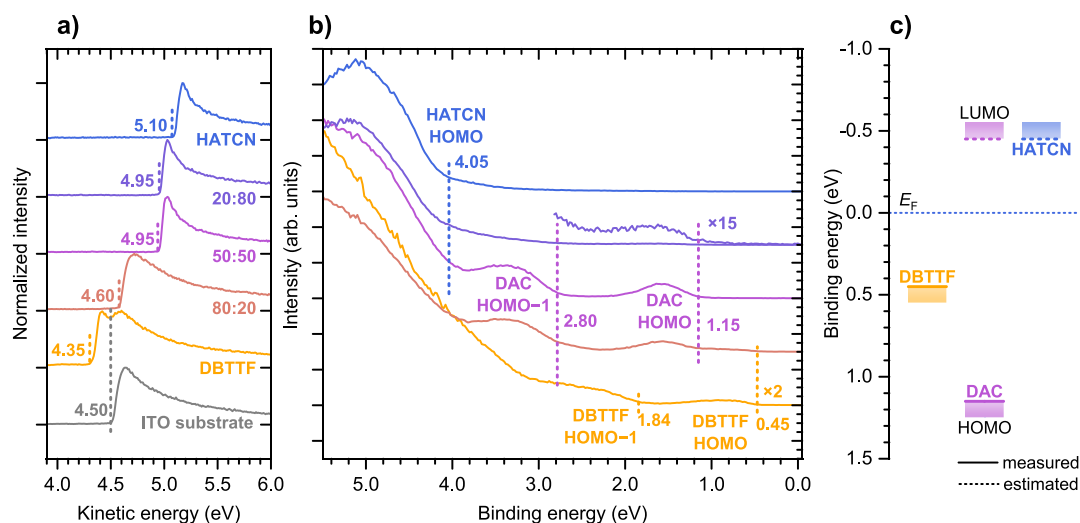 a)
Normalized intensity
5.10
HATCN
4.95
20:80
4.95
50:50
4.60
80:20
4.35
DBTTF
4.50
ITO substrate
4.0 4.5 5.0 5.5 6.0
Kinetic energy (eV)
b)
Intensity (arb. units)
HATCN
HOMO
4.05
×15
DAC
HOMO−1
2.80
DAC
HOMO
1.15
×2
DBTTF
HOMO−1
1.84
DBTTF
HOMO
0.45
5.0 4.0 3.0 2.0 1.0 0.0
Binding energy (eV)
c)
Binding energy (eV)
-1.0
-0.5
0.0
0.5
1.0
1.5
LUMO
HATCN
EF
DBTTF
DAC
HOMO
measured
estimated